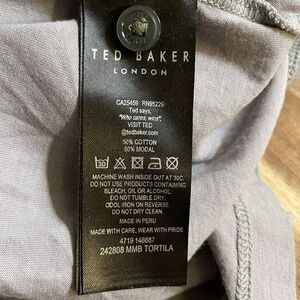 TED BAKER
LONDON
CA25459 RN95229
Ted says,
"Who cares, wins".
VISIT TED
@tedbaker.com
50% COTTON
50% MODAL
MACHINE WASH INSIDE OUT AT 30C.
DO NOT USE PRODUCTS CONTAINING
BLEACH, OIL OR ALCOHOL.
DO NOT TUMBLE DRY.
COOL IRON ON REVERSE.
DO NOT DRY CLEAN.
MADE IN PERU
MADE WITH CARE, WEAR WITH PRIDE
4719 148887
242808 MMB TORTILA